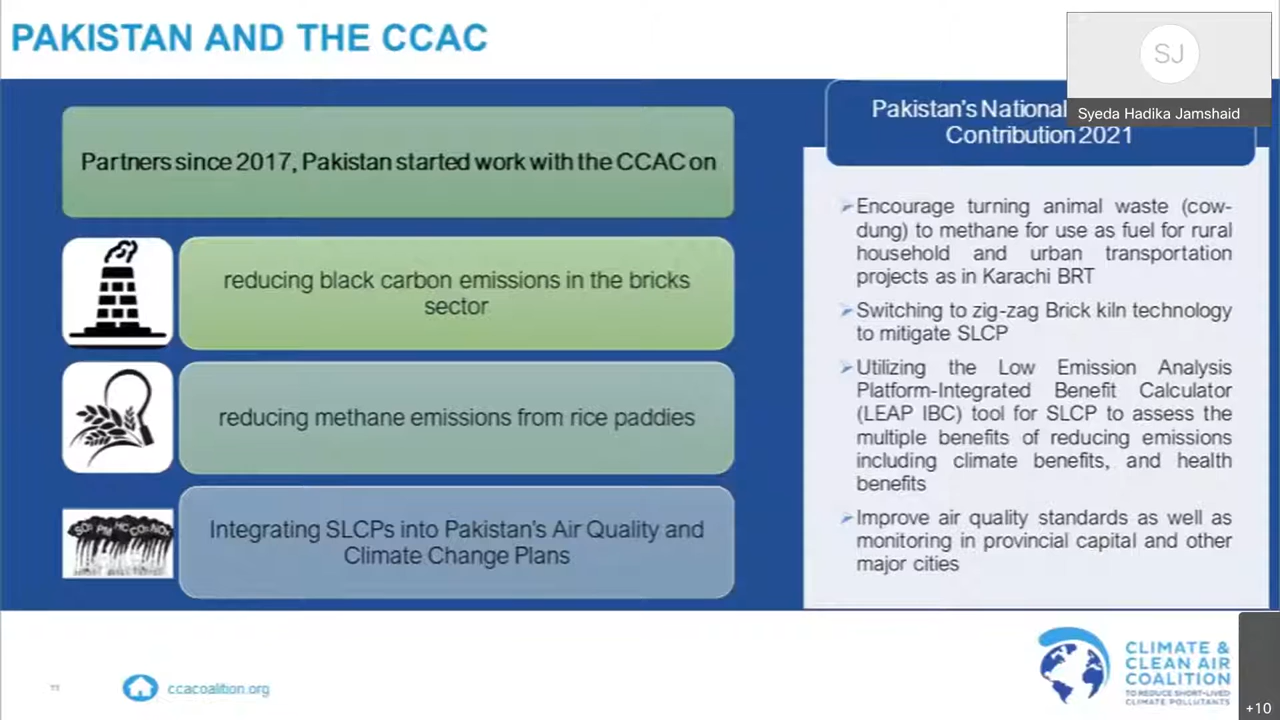 PAKISTAN AND THE CCAC
SJ
Syeda Hadika Jamshaid
Partners since 2017, Pakistan started work with the CCAC on
reducing black carbon emissions in the bricks
sector
reducing methane emissions from rice paddies
Integrating SLCPs into Pakistan's Air Quality and
Climate Change Plans
Pakistan's National
Contribution 2021
Encourage turning animal waste (cow-
dung) to methane for use as fuel for rural
household and urban transportation
projects as in Karachi BRT
Switching to zig-zag Brick kiln technology
to mitigate SLCP
Utilizing the Low Emission Analysis
Platform-Integrated Benefit Calculator
(LEAP IBC) tool for SLCP to assess the
multiple benefits of reducing emissions
including climate benefits, and health
benefits
Improve air quality standards as well as
monitoring in provincial capital and other
major cities
ccacoalition.org
CLIMATE &
CLEAN AIR
COALITION
TO REDUCE SHORT-LIVED
CLIMATE POLLUTANTS
+10